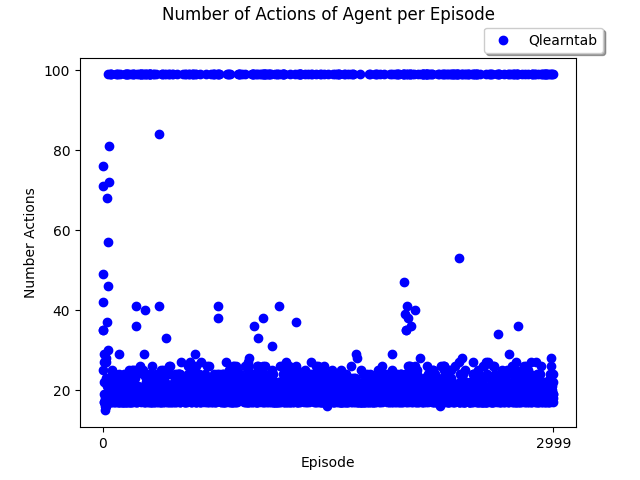 Number of Actions of Agent per Episode
Qlearntab
100
80
60
40
20
Number Actions
0
2999
Episode